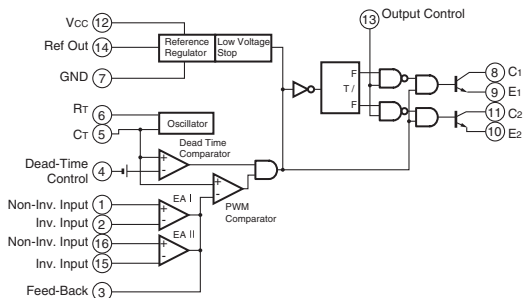 Vcc 12
Ref Out 14
GND 7
Reference Regulator
Low Voltage Stop
13 Output Control
RT 6
CT 5
Oscillator
Dead Time Comparator
Dead-Time Control 4
+
-
Non-Inv. Input 1
Inv. Input 2
EA I
+
-
Non-Inv. Input 16
Inv. Input 15
EA II
+
-
+
-
PWM Comparator
Feed-Back 3
F
T /
F
8 C1
9 E1
11 C2
10 E2